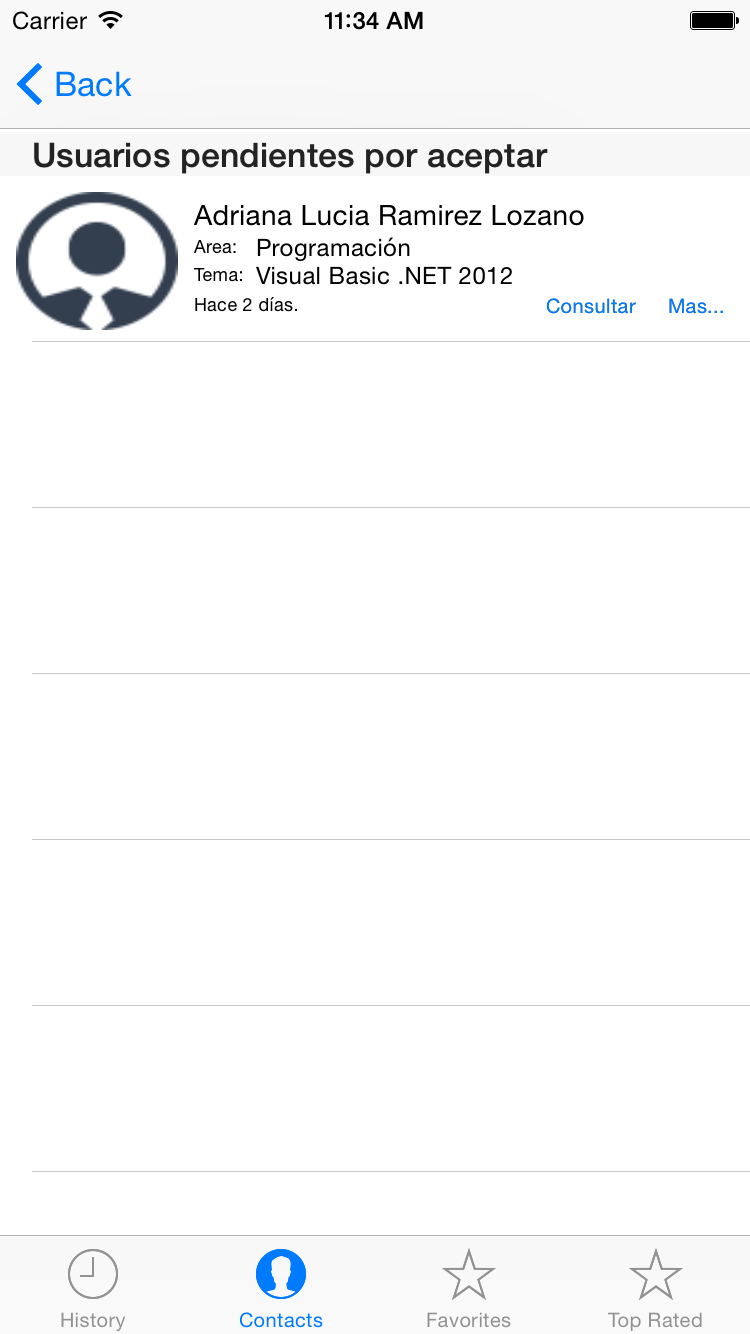 Carrier 11:34 AM
Back
Usuarios pendientes por aceptar
Adriana Lucia Ramirez Lozano
Area: Programación
Tema: Visual Basic .NET 2012
Hace 2 días. Consultar Mas...
History Contacts Favorites Top Rated